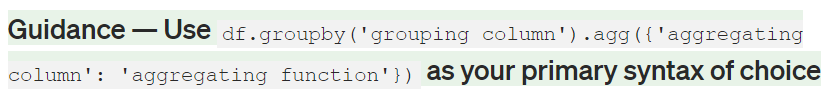 Guidance — Use df.groupby('grouping column').agg({'aggregating
column': 'aggregating function'}) as your primary syntax of choice